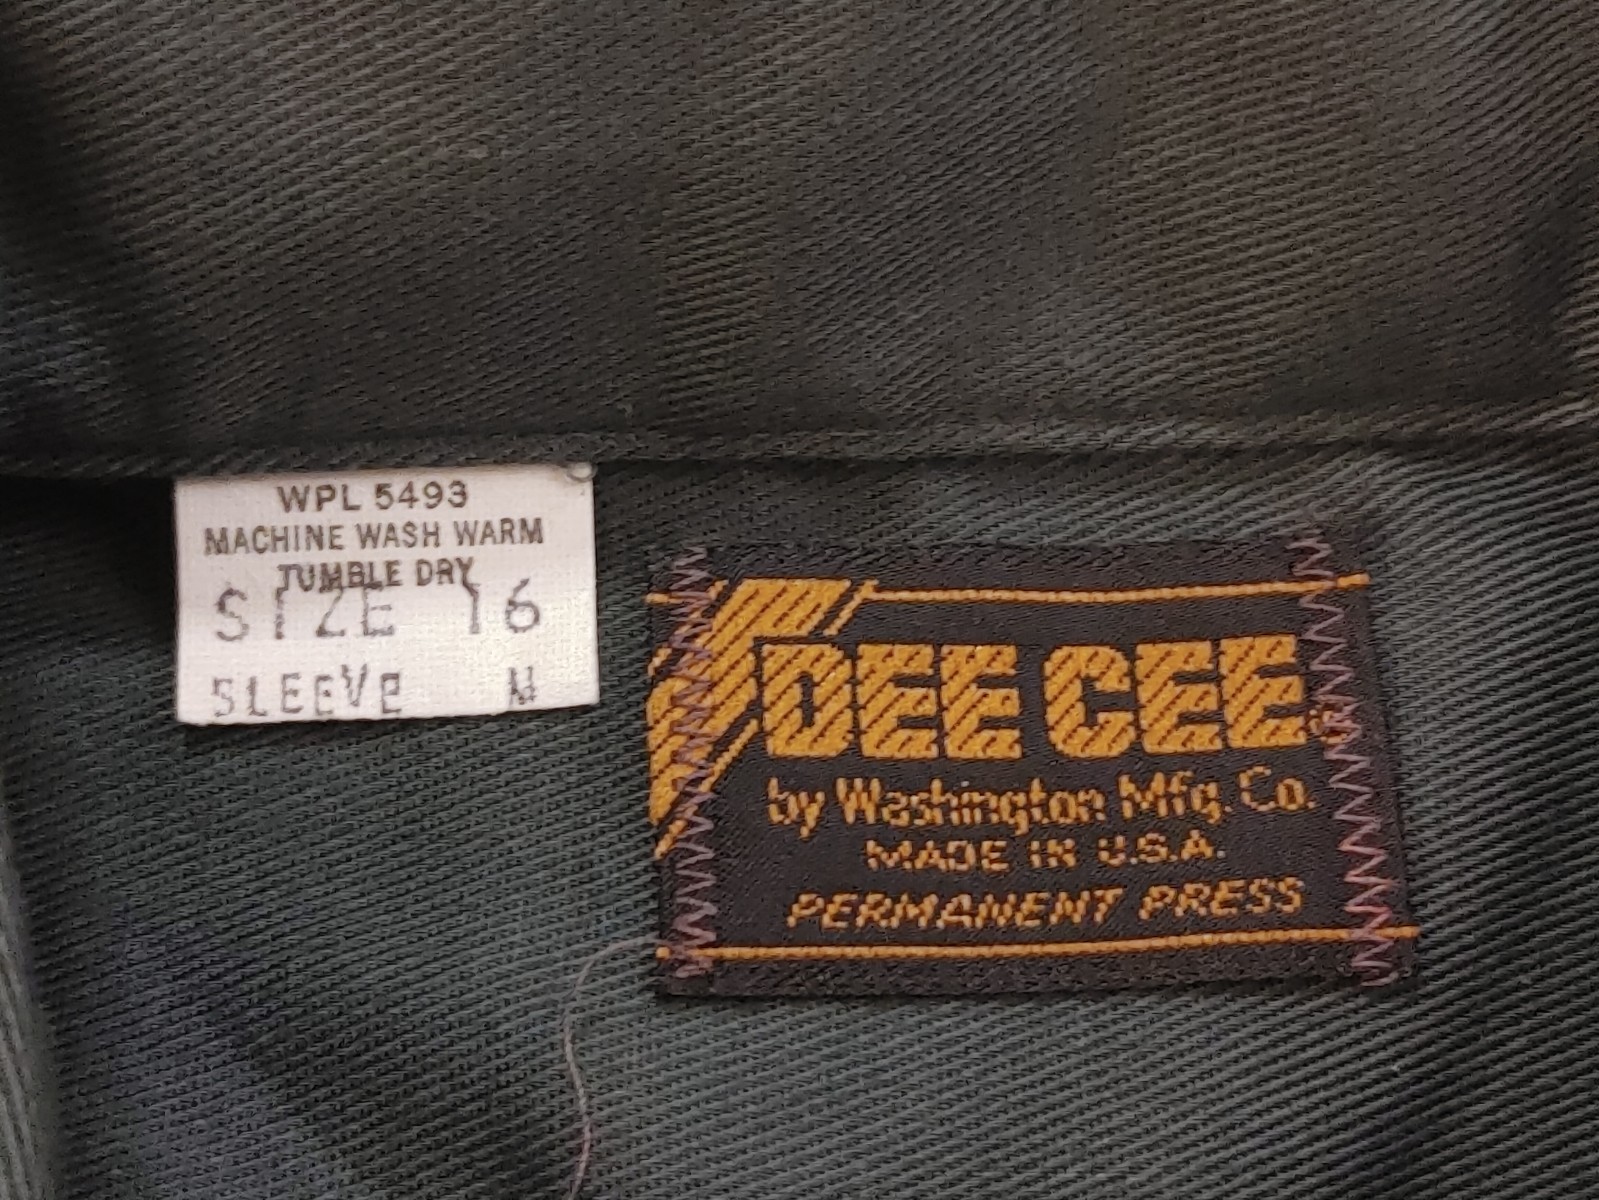 WPL 5493
MACHINE WASH WARM
TUMBLE DRY
SIZE 16
SLEEVE M
DEE CEE®
by Washington Mfg. Co.
MADE IN U.S.A.
PERMANENT PRESS